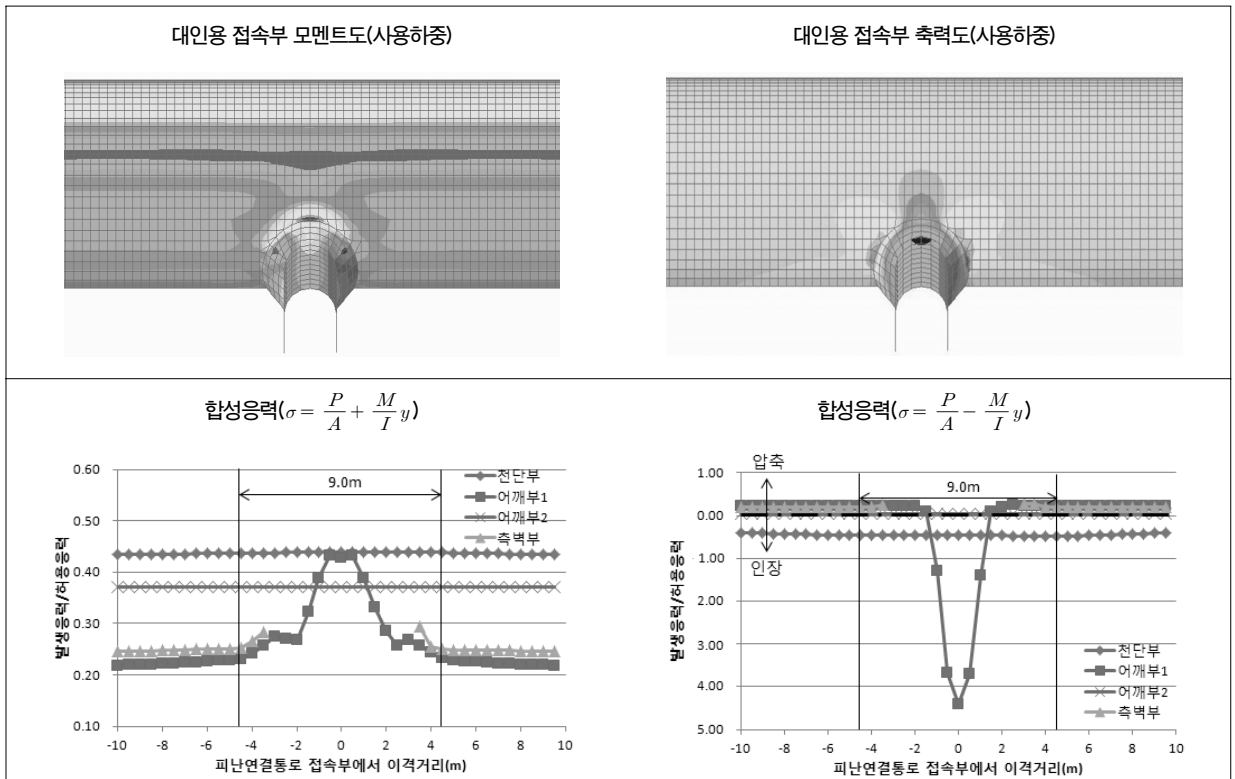 대인용 접속부 모멘트도(사용하중)
대인용 접속부 축력도(사용하중)
합성응력(σ = P/A + M/I y)
0.60
0.50
0.40
0.30
0.20
0.10
발생응력/허용응력
9.0m
천단부
어깨부1
어깨부2
측벽부
-10 -8 -6 -4 -2 0 2 4 6 8 10
피난연결통로 접속부에서 이격거리(m)
합성응력(σ = P/A − M/I y)
1.00
0.00
1.00
2.00
3.00
4.00
5.00
발생응력/허용응력
압축
인장
9.0m
천단부
어깨부1
어깨부2
측벽부
-10 -8 -6 -4 -2 0 2 4 6 8 10
피난연결통로 접속부에서 이격거리(m)